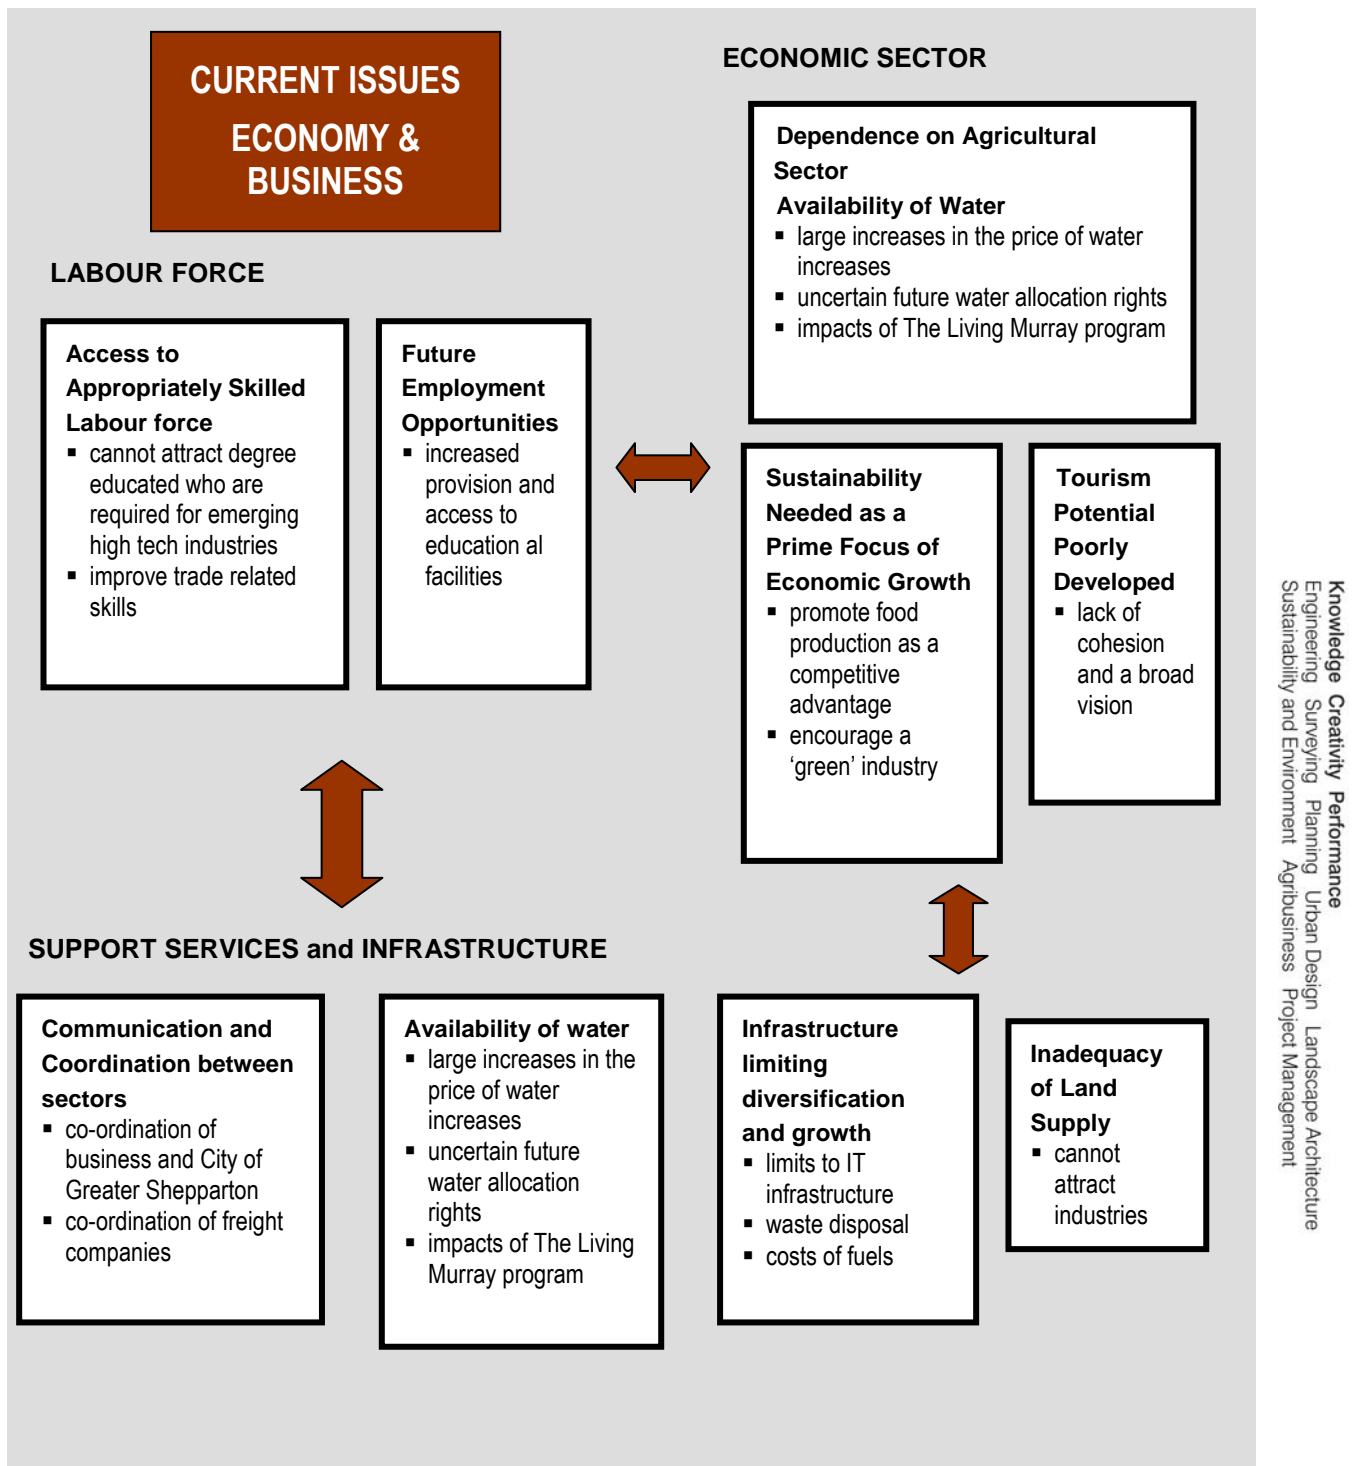 CURRENT ISSUES
ECONOMY &
BUSINESS
LABOUR FORCE
Access to
Appropriately Skilled
Labour force
▪ cannot attract degree
educated who are
required for emerging
high tech industries
▪ improve trade related
skills
Future
Employment
Opportunities
▪ increased
provision and
access to
education al
facilities
ECONOMIC SECTOR
Dependence on Agricultural
Sector
Availability of Water
▪ large increases in the price of water
increases
▪ uncertain future water allocation rights
▪ impacts of The Living Murray program
Sustainability
Needed as a
Prime Focus of
Economic Growth
▪ promote food
production as a
competitive
advantage
▪ encourage a
‘green’ industry
Tourism
Potential
Poorly
Developed
▪ lack of
cohesion
and a broad
vision
SUPPORT SERVICES and INFRASTRUCTURE
Communication and
Coordination between
sectors
▪ co-ordination of
business and City of
Greater Shepparton
▪ co-ordination of freight
companies
Availability of water
▪ large increases in the
price of water
increases
▪ uncertain future
water allocation
rights
▪ impacts of The Living
Murray program
Infrastructure
limiting
diversification
and growth
▪ limits to IT
infrastructure
▪ waste disposal
▪ costs of fuels
Inadequacy
of Land
Supply
▪ cannot
attract
industries
Knowledge Creativity Performance
Engineering Surveying Planning Urban Design Landscape Architecture
Sustainability and Environment Agribusiness Project Management